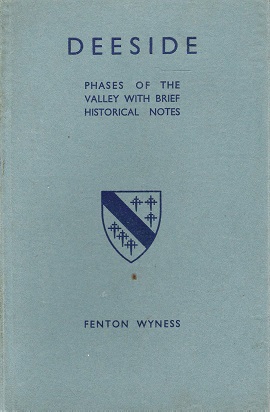 DEESIDE
PHASES OF THE
VALLEY WITH BRIEF
HISTORICAL NOTES
FENTON WYNESS